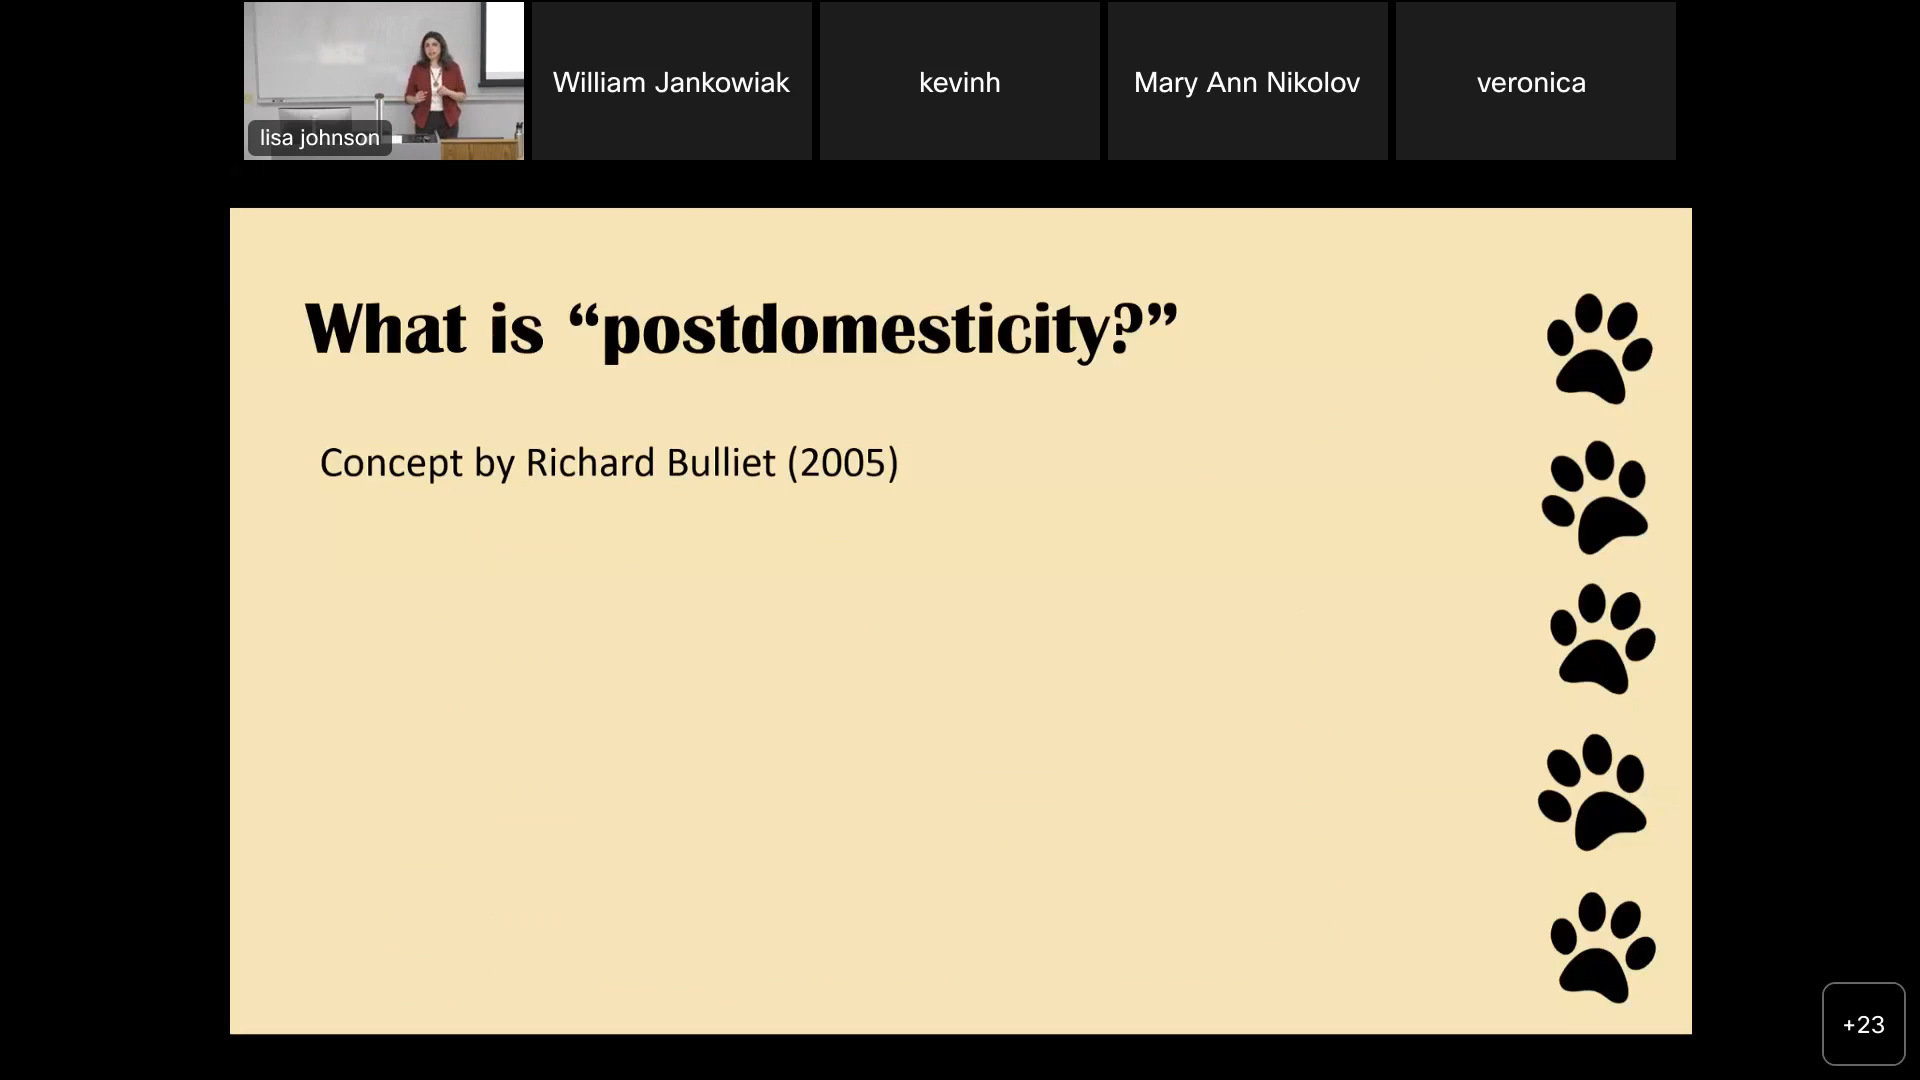 lisa johnson
William Jankowiak
kevinh
Mary Ann Nikolov
veronica
What is “postdomesticity?”
Concept by Richard Bulliet (2005)
+23